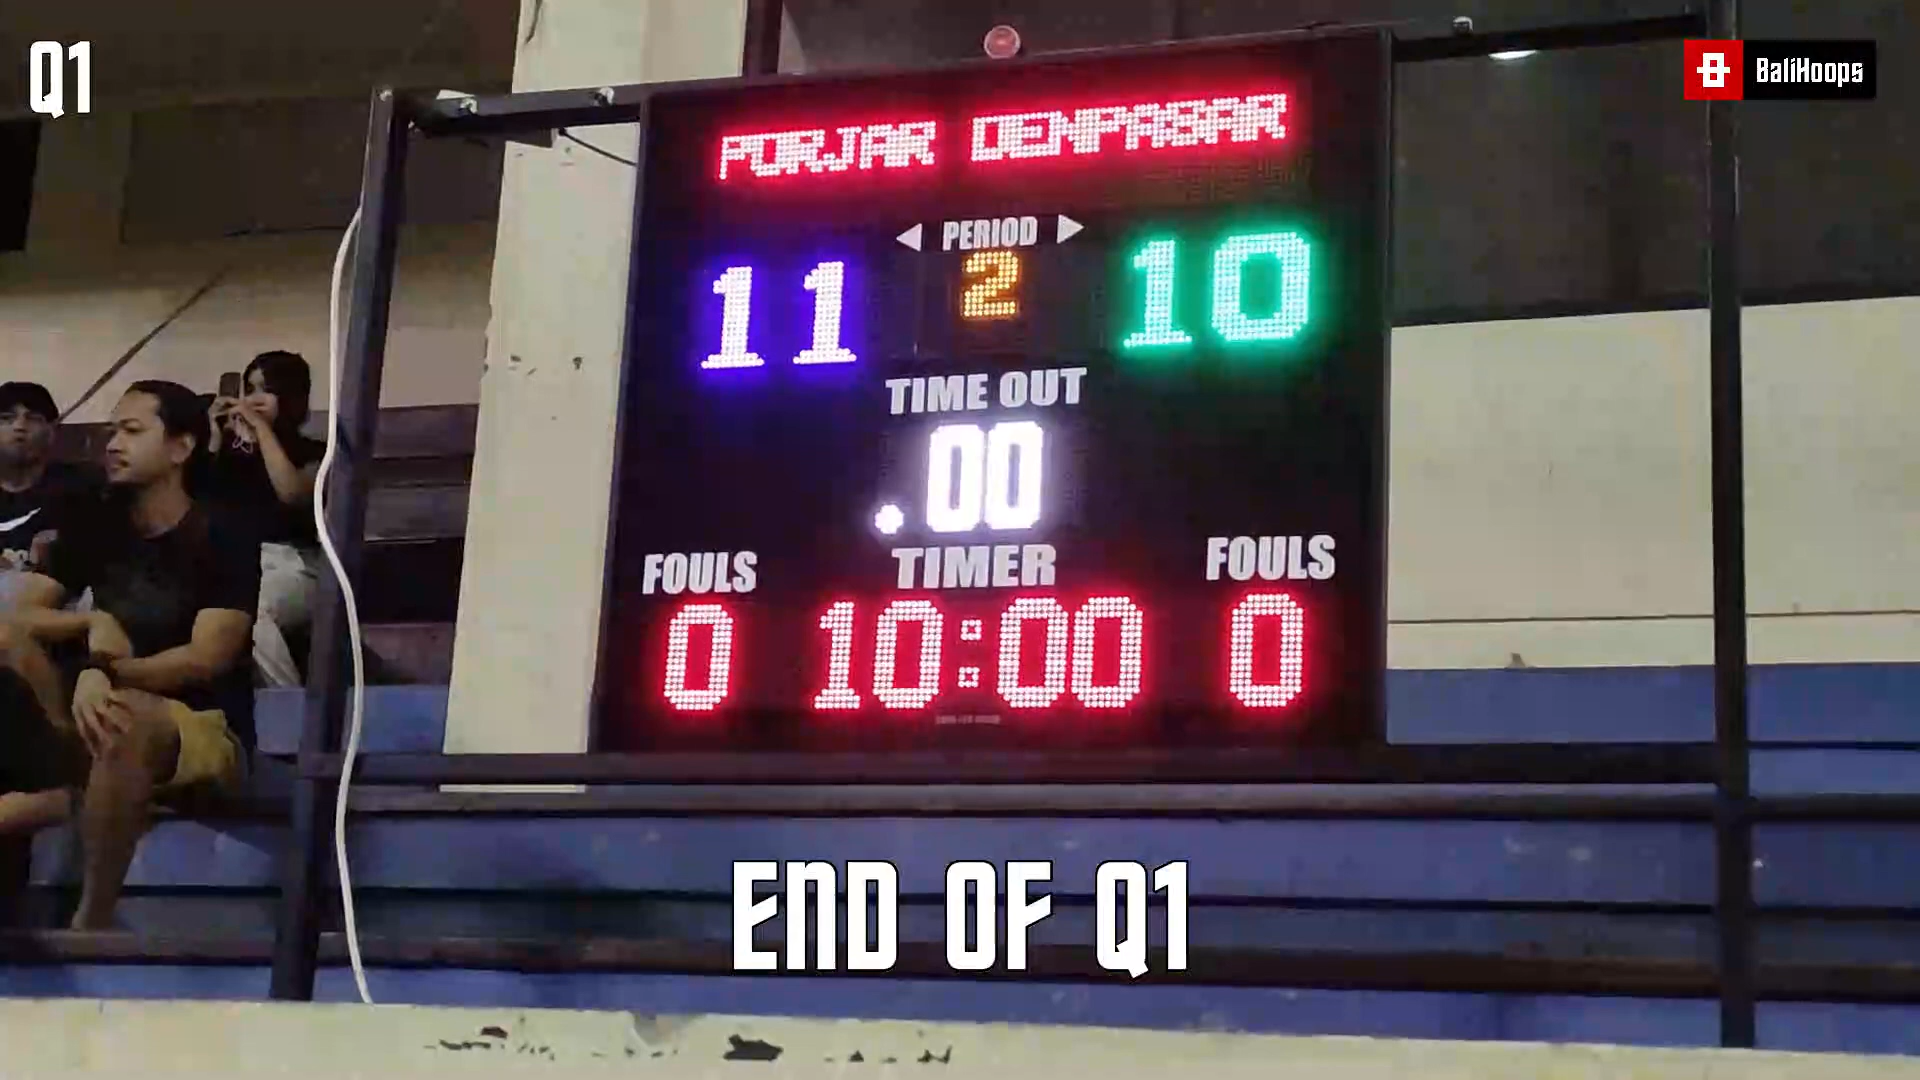 Q1
BaliHoops
PORJAR DENPASAR
PERIOD
11 2 10
TIME OUT
.00
FOULS TIMER FOULS
0 10:00 0
END OF Q1